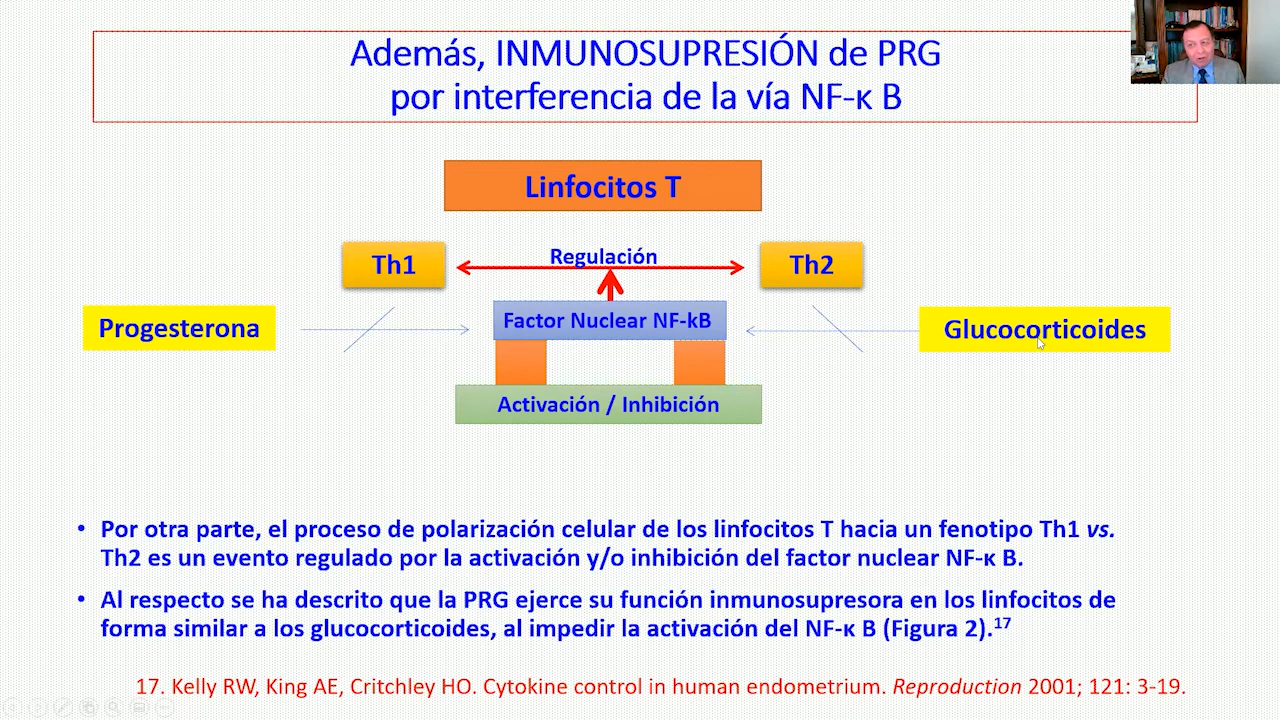 Además, INMUNOSUPRESIÓN de PRG
por interferencia de la vía NF-κ B
Linfocitos T
Th1
Regulación
Th2
Progesterona
Factor Nuclear NF-kB
Glucocorticoides
Activación / Inhibición
• Por otra parte, el proceso de polarización celular de los linfocitos T hacia un fenotipo Th1 vs.
Th2 es un evento regulado por la activación y/o inhibición del factor nuclear NF-κ B.
• Al respecto se ha descrito que la PRG ejerce su función inmunosupresora en los linfocitos de
forma similar a los glucocorticoides, al impedir la activación del NF-κ B (Figura 2).17
17. Kelly RW, King AE, Critchley HO. Cytokine control in human endometrium. Reproduction 2001; 121: 3-19.